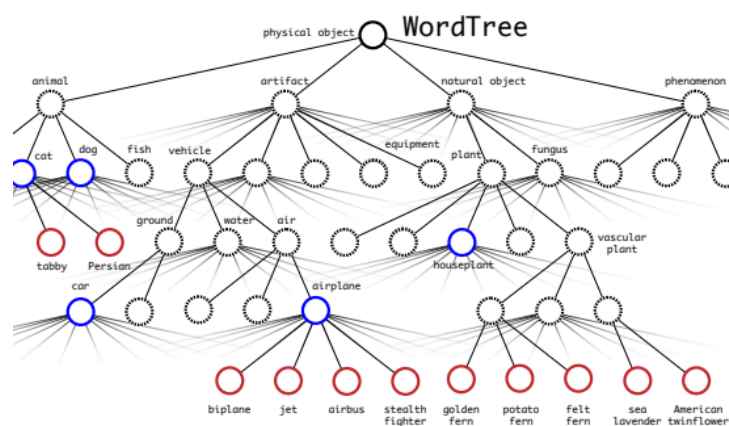 physical object
WordTree
animal
artifact
natural object
phenomenon
cat
dog
fish
vehicle
equipment
plant
fungus
ground
water
air
tabby
Persian
houseplant
vascular
plant
car
airplane
biplane
jet
airbus
stealth
fighter
golden
fern
potato
fern
felt
fern
sea
lavender
American
twinflower